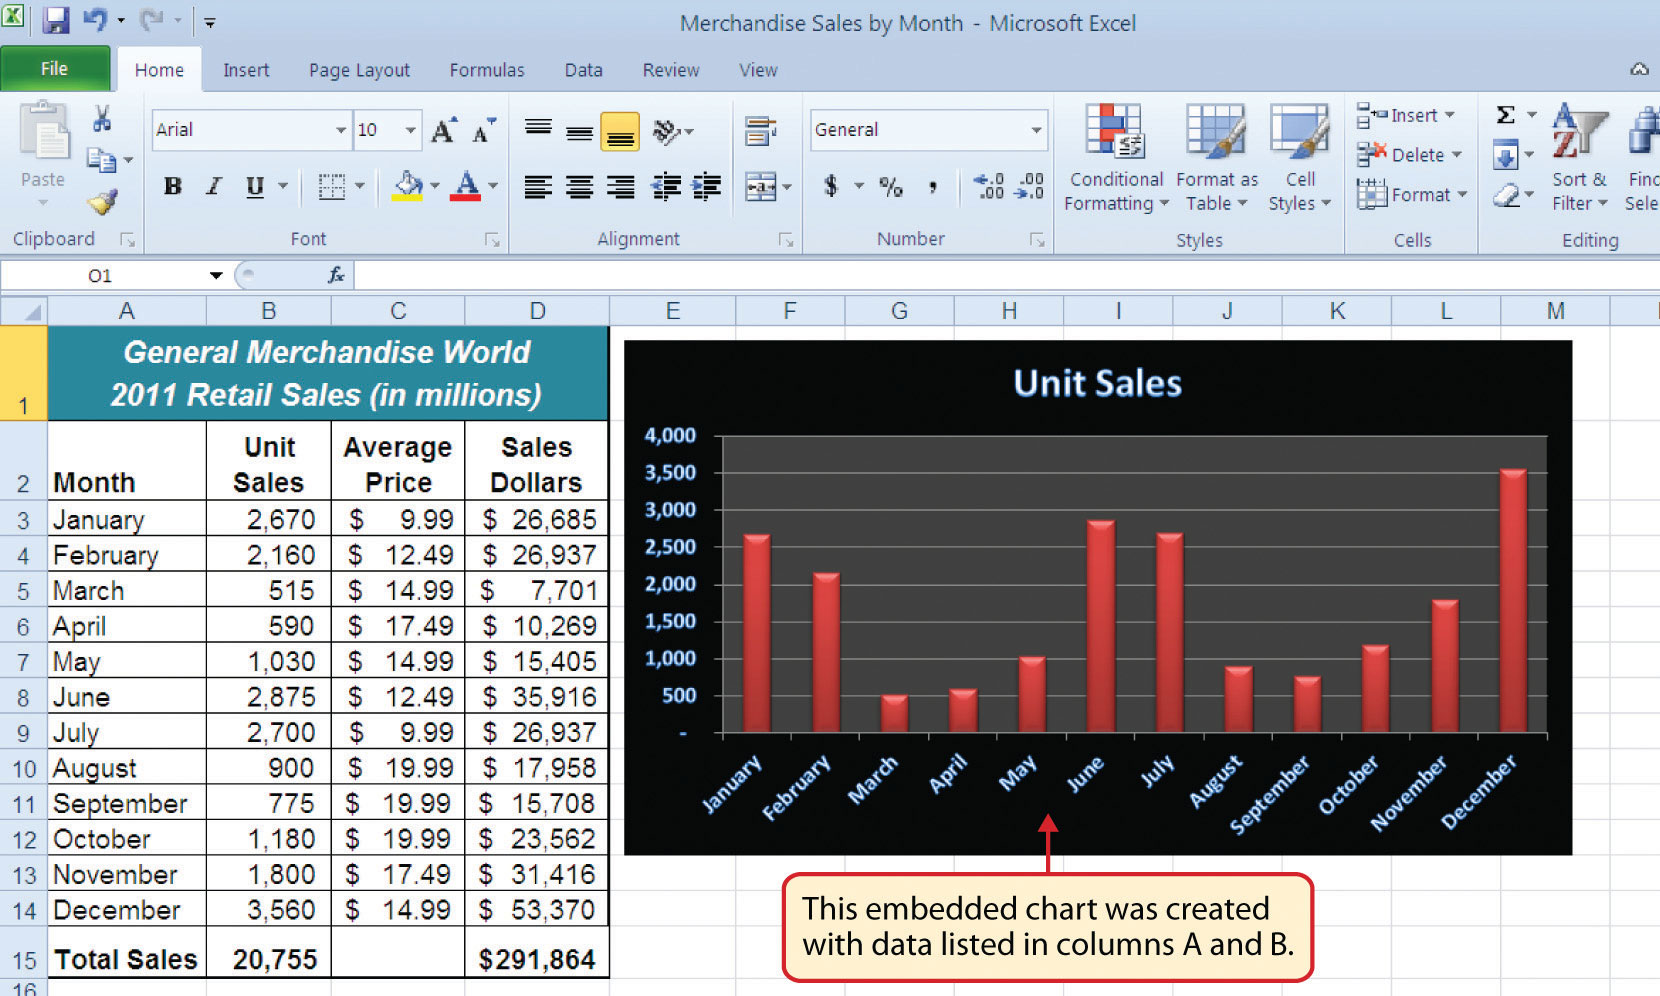 Merchandise Sales by Month - Microsoft Excel
File Home Insert Page Layout Formulas Data Review View
Arial 10 General
Insert
Delete
Format
Paste
B I U
$ % ,
Conditional Formatting
Format as Table
Cell Styles
Sort & Filter
Clipboard Font Alignment Number Styles Cells Editing
O1 fx
A B C D E F G H I J K L M
1 General Merchandise World
2011 Retail Sales (in millions)
2 Month Unit Sales Average Price Sales Dollars
3 January 2,670 $ 9.99 $ 26,685
4 February 2,160 $ 12.49 $ 26,937
5 March 515 $ 14.99 $ 7,701
6 April 590 $ 17.49 $ 10,269
7 May 1,030 $ 14.99 $ 15,405
8 June 2,875 $ 12.49 $ 35,916
9 July 2,700 $ 9.99 $ 26,937
10 August 900 $ 19.99 $ 17,958
11 September 775 $ 19.99 $ 15,708
12 October 1,180 $ 19.99 $ 23,562
13 November 1,800 $ 17.49 $ 31,416
14 December 3,560 $ 14.99 $ 53,370
15 Total Sales 20,755 $291,864
16
Unit Sales
4,000
3,500
3,000
2,500
2,000
1,500
1,000
500
-
January February March April May June July August September October November December
This embedded chart was created
with data listed in columns A and B.